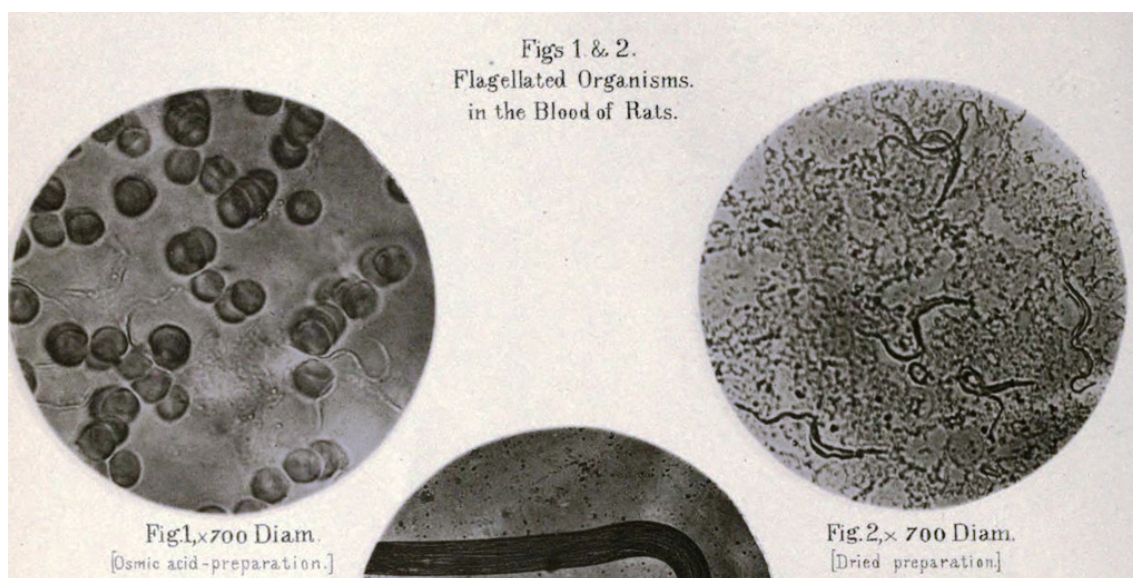 Figs 1 & 2.
Flagellated Organisms.
in the Blood of Rats.
Fig.1,×700 Diam.
[Osmic acid-preparation.]
Fig.2,× 700 Diam.
[Dried preparation.]